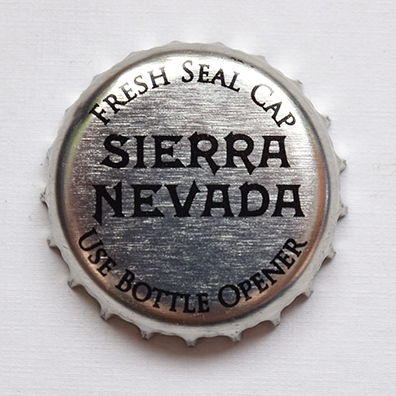 FRESH SEAL CAP
SIERRA
NEVADA
USE BOTTLE OPENER